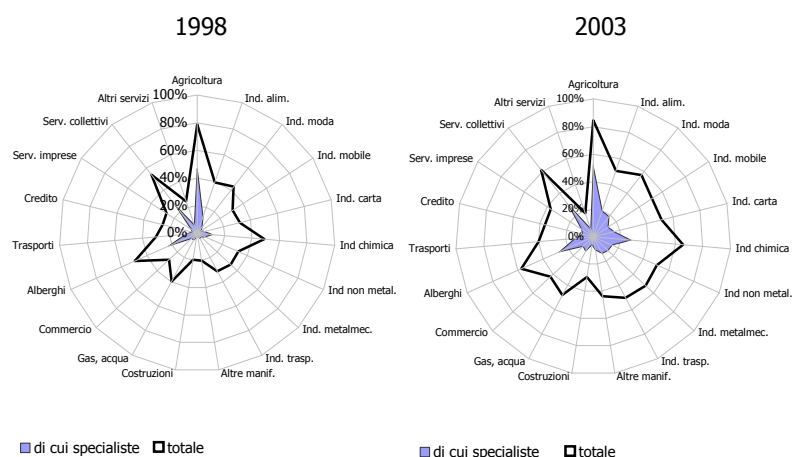 1998
Agricoltura
Ind. alim.
Ind. moda
Ind. mobile
Ind. carta
Ind chimica
Ind non metal.
Ind. metalmec.
Ind. trasp.
Altre manif.
Costruzioni
Gas, acqua
Commercio
Alberghi
Trasporti
Credito
Serv. imprese
Serv. collettivi
Altri servizi
100%
80%
60%
40%
20%
0%
di cui specialiste totale
2003
Agricoltura
Ind. alim.
Ind. moda
Ind. mobile
Ind. carta
Ind chimica
Ind non metal.
Ind. metalmec.
Ind. trasp.
Altre manif.
Costruzioni
Gas, acqua
Commercio
Alberghi
Trasporti
Credito
Serv. imprese
Serv. collettivi
Altri servizi
100%
80%
60%
40%
20%
0%
di cui specialiste totale